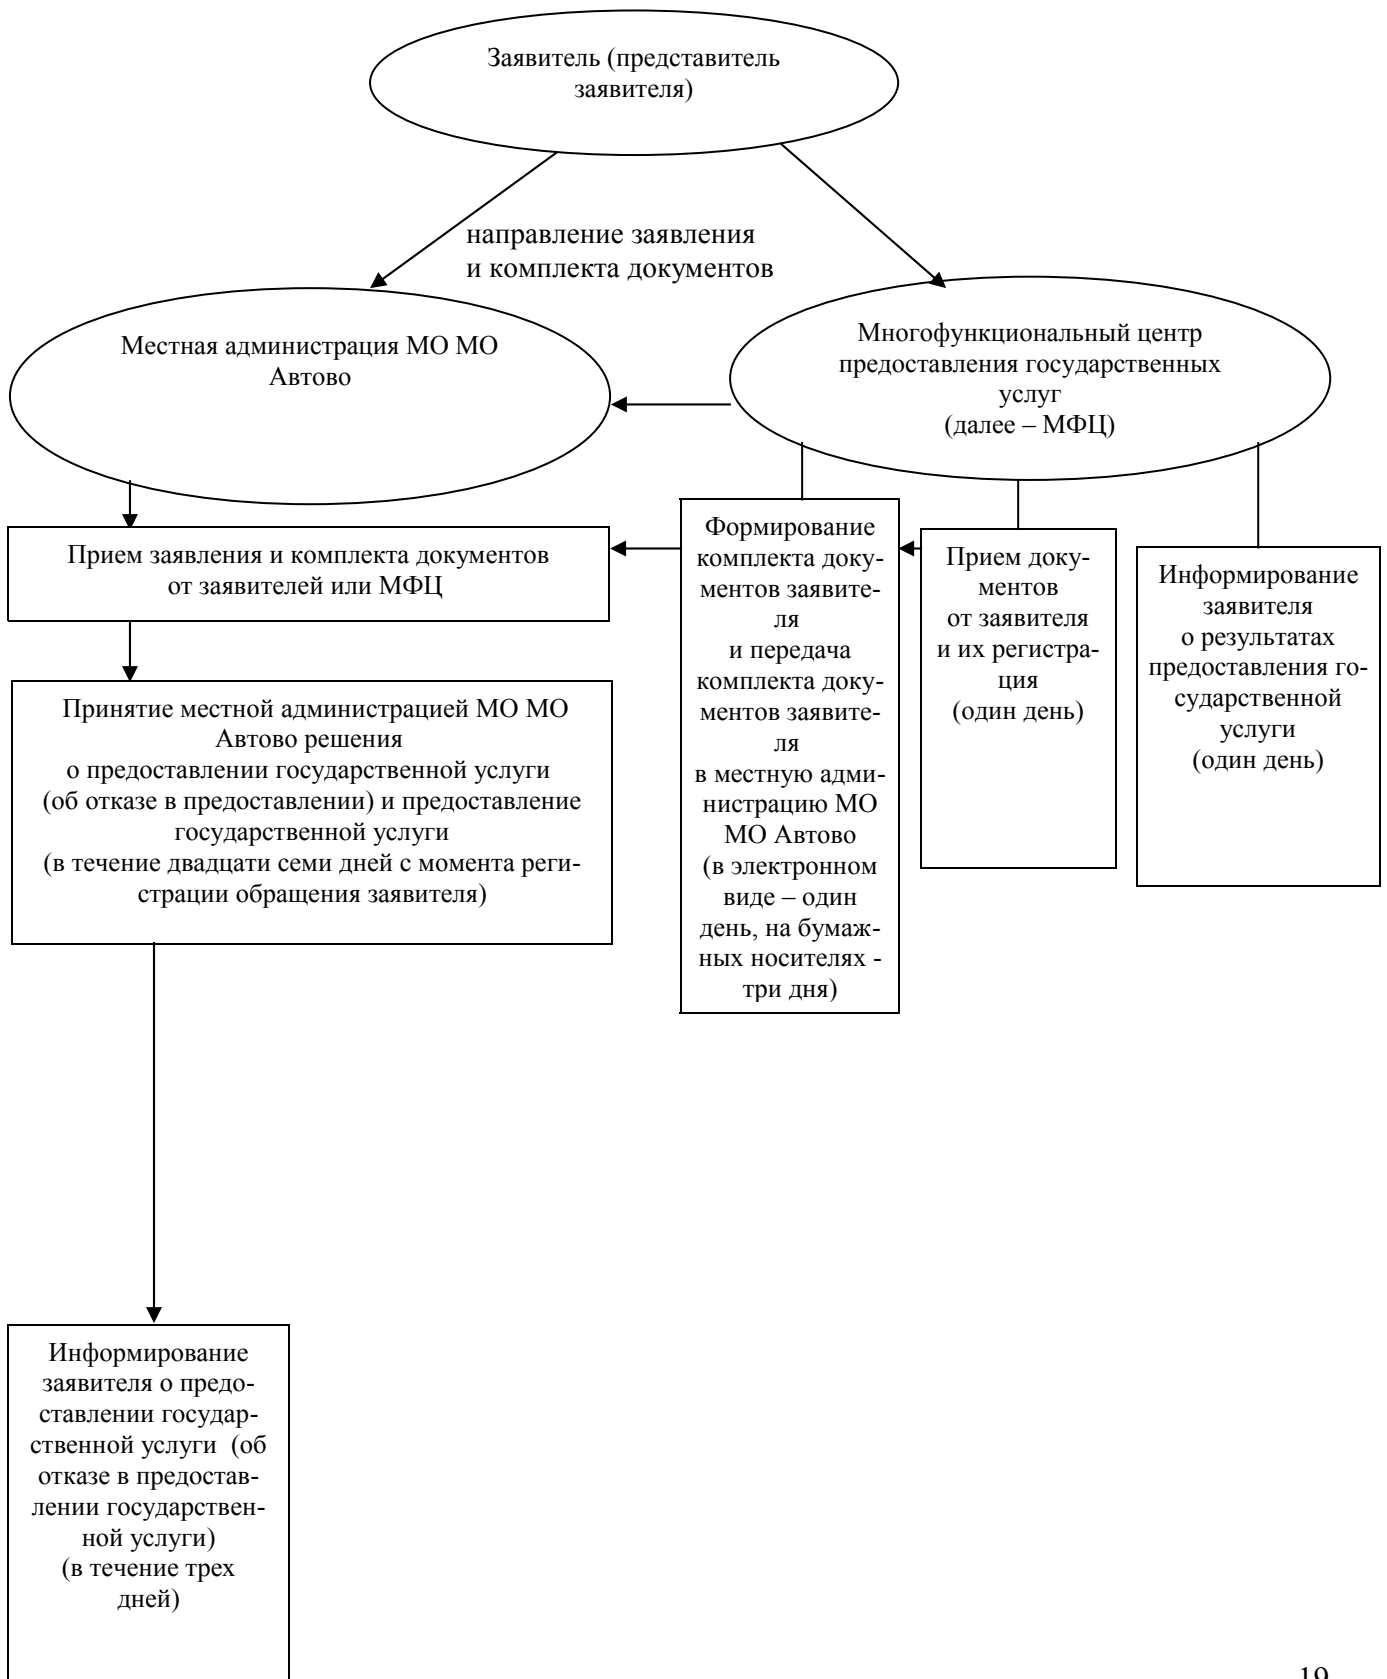 Заявитель (представитель
заявителя)
направление заявления
и комплекта документов
Местная администрация МО МО
Автово
Многофункциональный центр
предоставления государственных
услуг
(далее – МФЦ)
Прием заявления и комплекта документов
от заявителей или МФЦ
Формирование
комплекта доку-
ментов заявите-
ля
и передача
комплекта доку-
ментов заявите-
ля
в местную адми-
нистрацию МО
МО Автово
(в электронном
виде – один
день, на бумаж-
ных носителях -
три дня)
Прием доку-
ментов
от заявителя
и их регистра-
ция
(один день)
Информирование
заявителя
о результатах
предоставления го-
сударственной
услуги
(один день)
Принятие местной администрацией МО МО
Автово решения
о предоставлении государственной услуги
(об отказе в предоставлении) и предоставление
государственной услуги
(в течение двадцати семи дней с момента реги-
страции обращения заявителя)
Информирование
заявителя о предо-
ставлении государ-
ственной услуги  (об
отказе в предостав-
лении государствен-
ной услуги)
(в течение трех
дней)
19